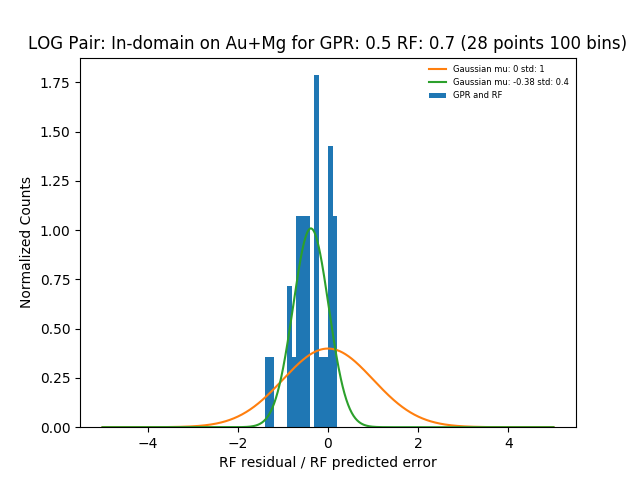 LOG Pair: In-domain on Au+Mg for GPR: 0.5 RF: 0.7 (28 points 100 bins)
Gaussian mu: 0 std: 1
Gaussian mu: -0.38 std: 0.4
GPR and RF
Normalized Counts
1.75
1.50
1.25
1.00
0.75
0.50
0.25
0.00
−4 −2 0 2 4
RF residual / RF predicted error